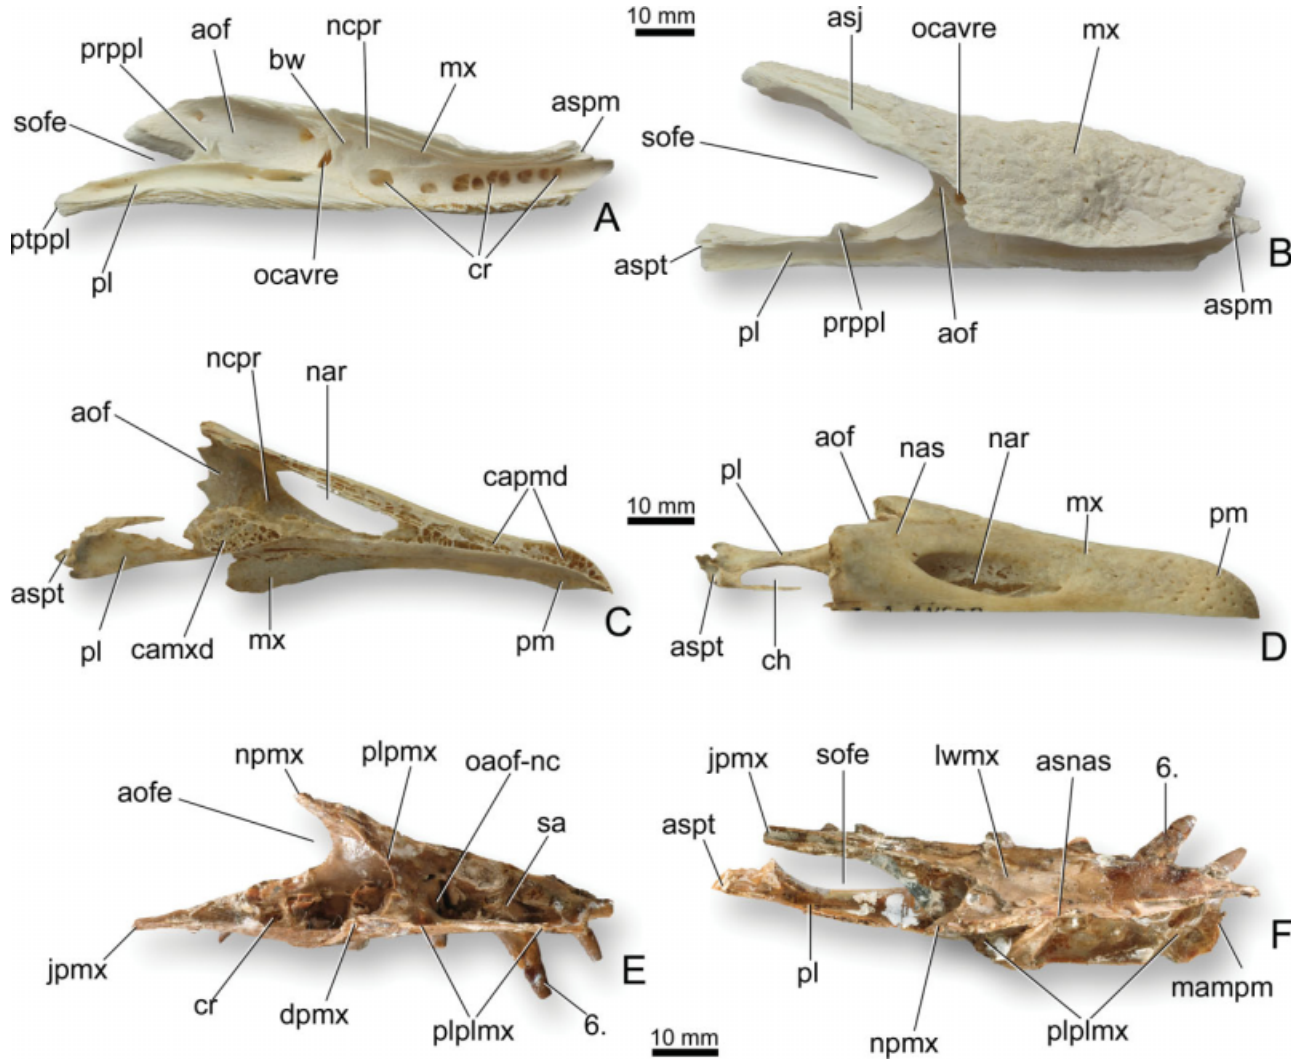 10 mm
prppl aof bw ncpr mx aspm
sofe
ptppl pl ocavre cr A
asj ocavre mx
sofe
aspt pl prppl aof aspm B
ncpr nar
aof
capmd
aspt pl camxd mx pm C
10 mm
pl aof nas nar mx pm
aspt ch D
npmx plpmx oaof-nc
aofe sa
jpmx cr dpmx plplmx 6. E
jpmx sofe lwmx asnas 6.
aspt
pl npmx plplmx mampm F
10 mm